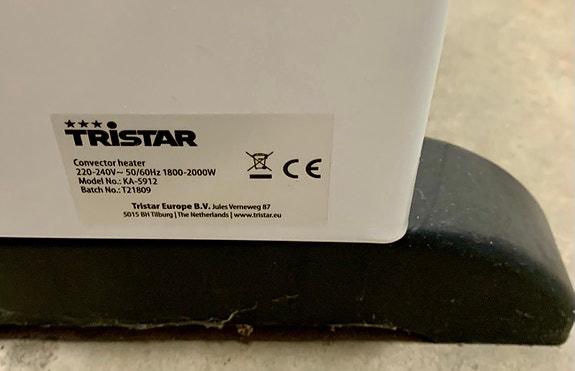 TRISTAR
Convector heater
220-240V~ 50/60Hz 1800-2000W
Model No.: KA-5912
Batch No.: T21809
CE
Tristar Europe B.V. Jules Verneweg 87
5015 BH Tilburg | The Netherlands | www.tristar.eu